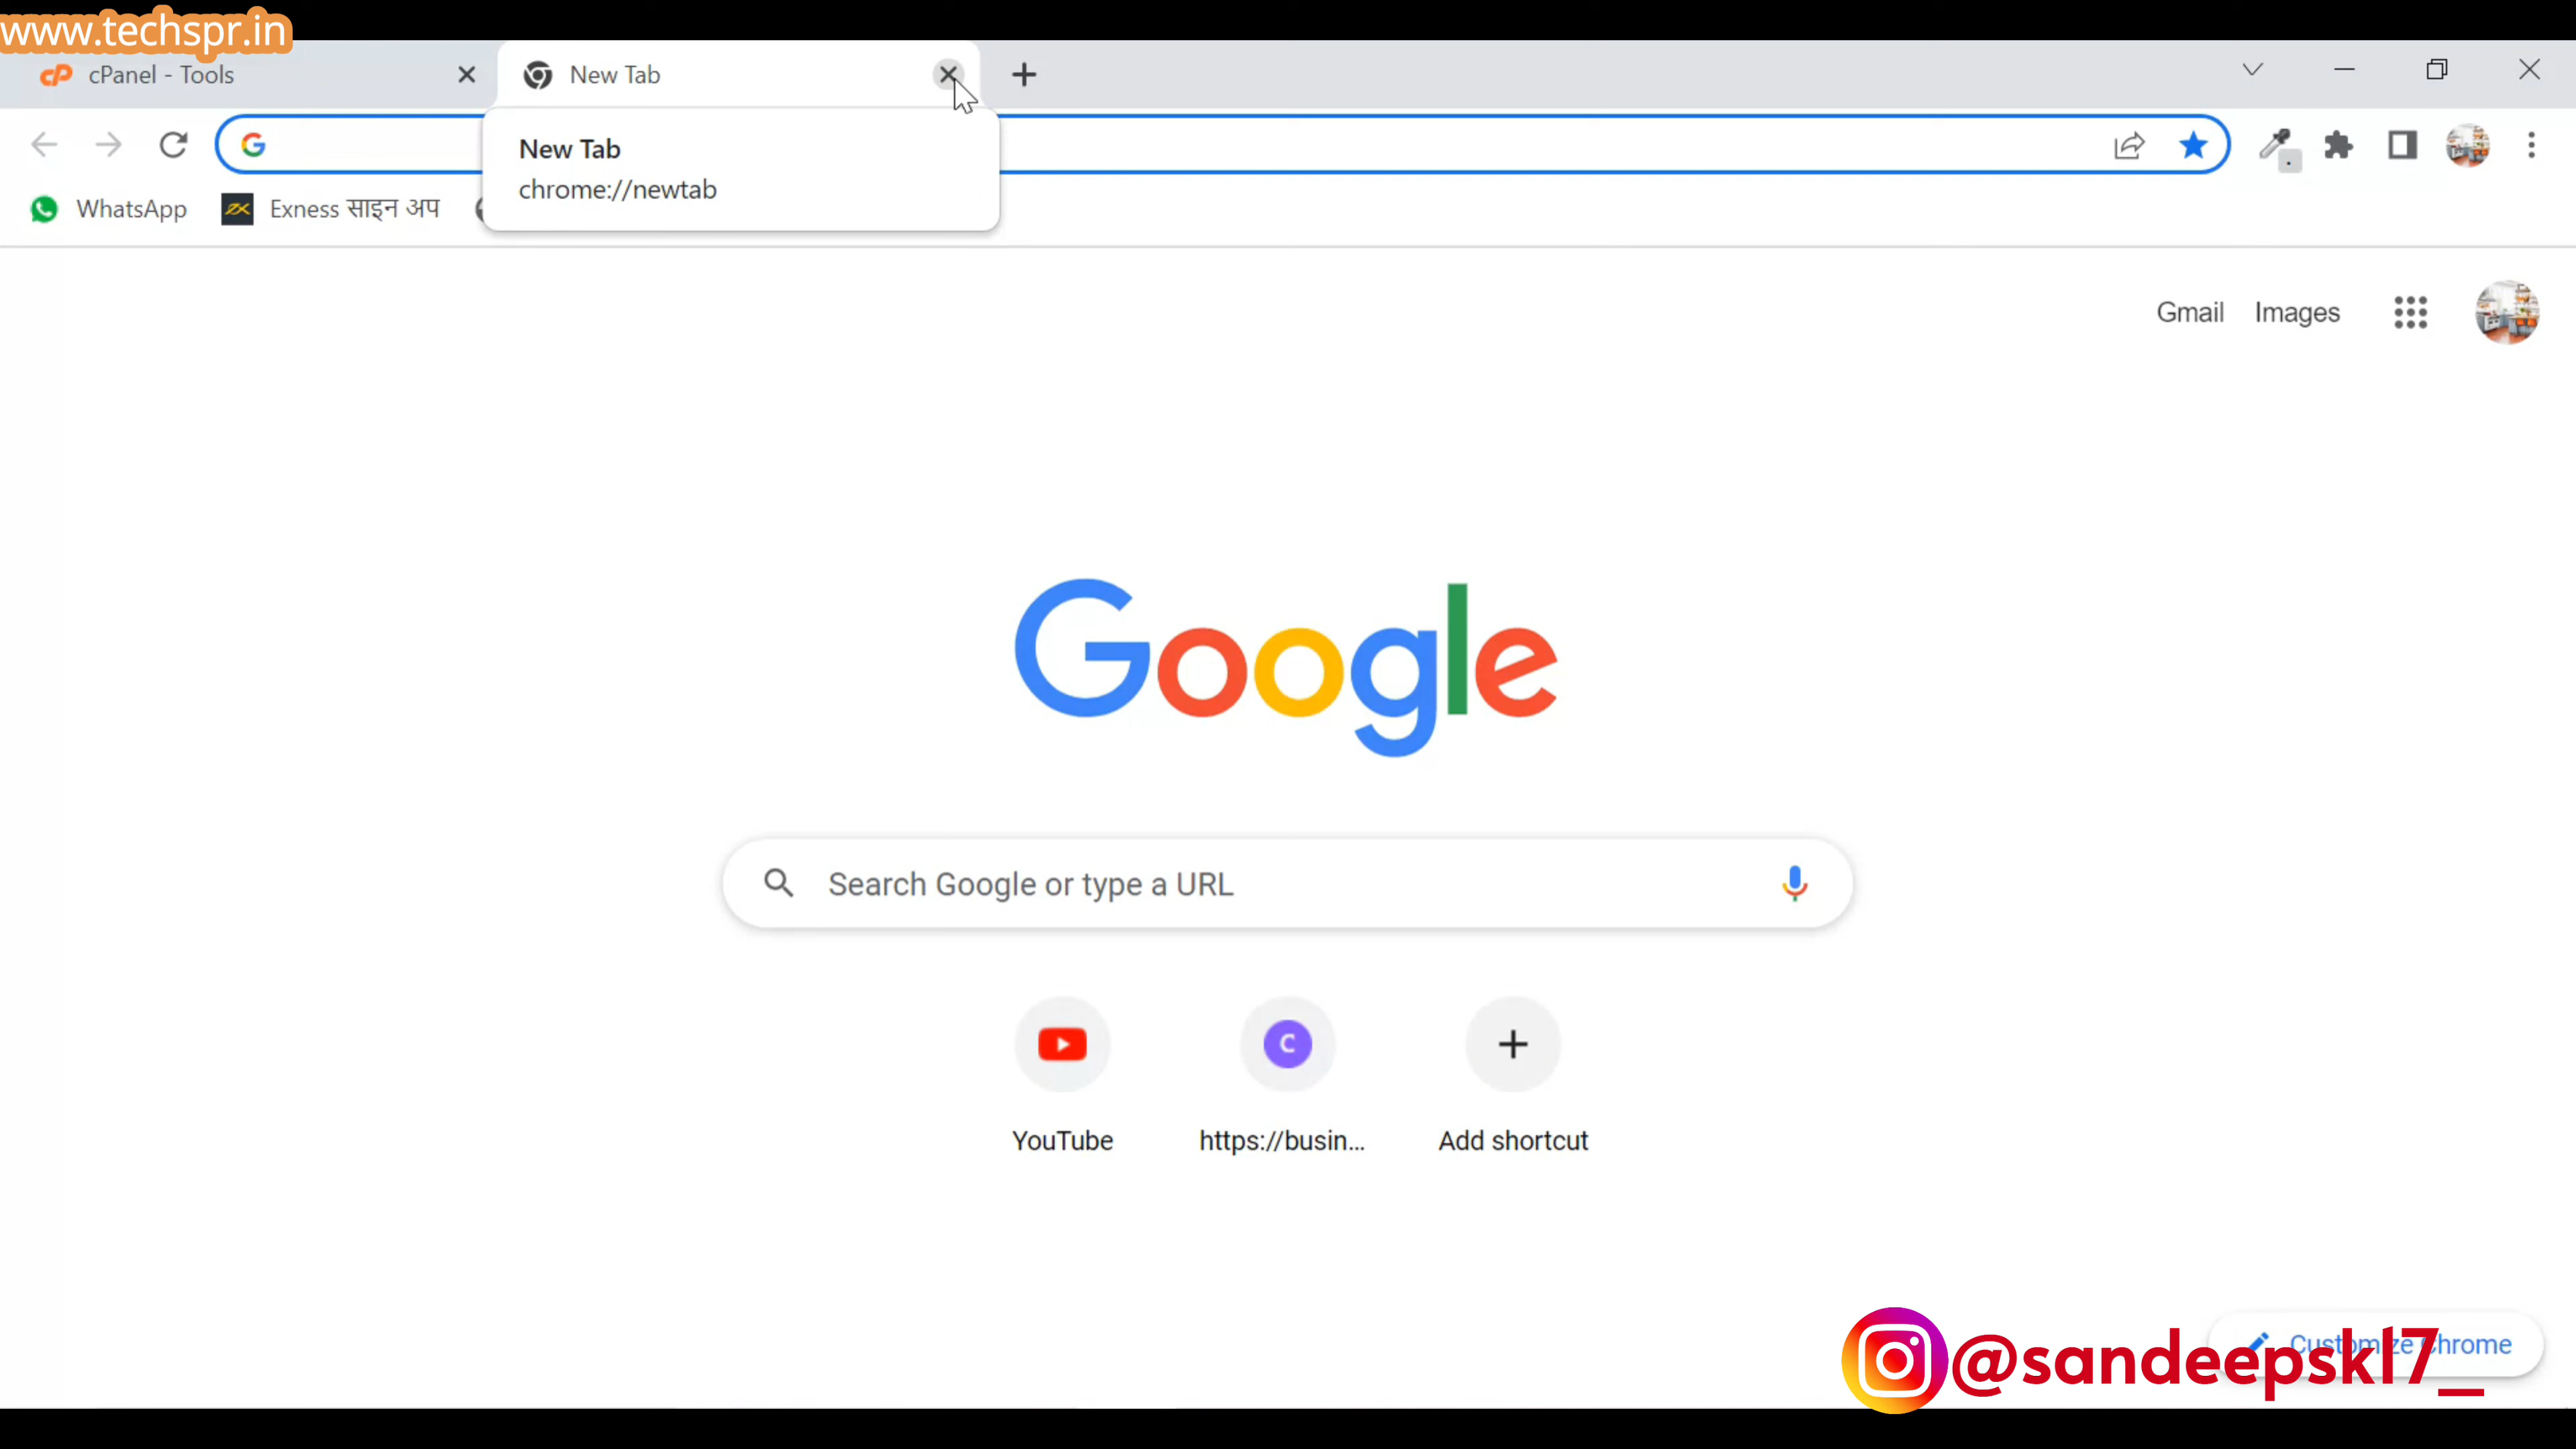 www.techspr.in
cPanel - Tools
New Tab
New Tab
chrome://newtab
WhatsApp
Exness साइन अप
Gmail
Images
Google
Search Google or type a URL
C
YouTube
https://busin...
Add shortcut
Customize Chrome
@sandeepsk17_